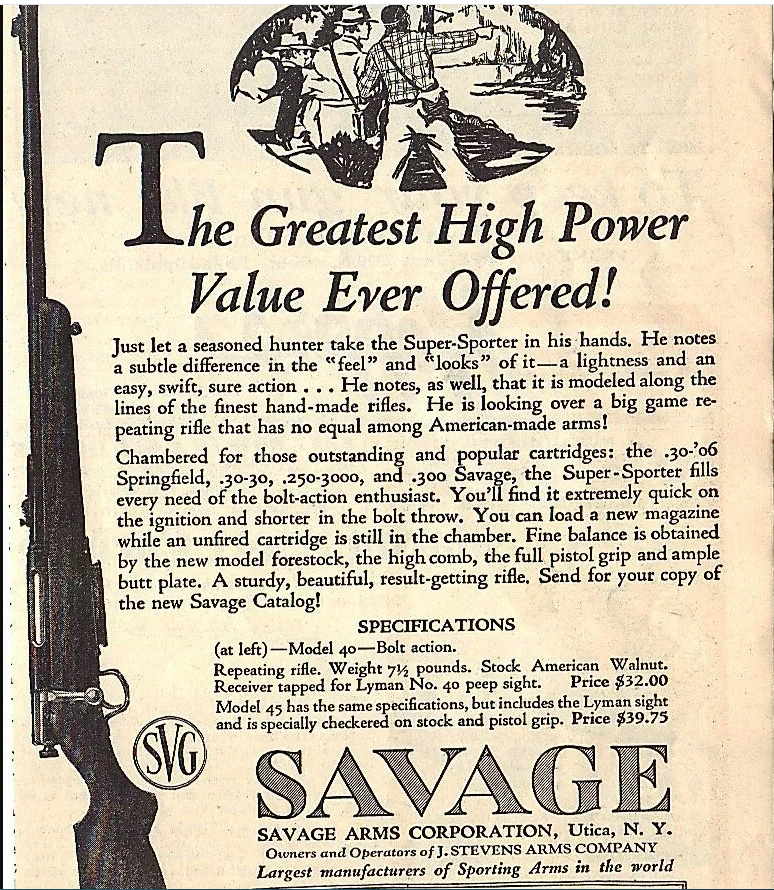 The Greatest High Power
Value Ever Offered!
Just let a seasoned hunter take the Super-Sporter in his hands. He notes
a subtle difference in the "feel" and "looks" of it—a lightness and an
easy, swift, sure action . . . He notes, as well, that it is modeled along the
lines of the finest hand-made rifles. He is looking over a big game re-
peating rifle that has no equal among American-made arms!
Chambered for those outstanding and popular cartridges: the .30-'06
Springfield, .30-30, .250-3000, and .300 Savage, the Super-Sporter fills
every need of the bolt-action enthusiast. You'll find it extremely quick on
the ignition and shorter in the bolt throw. You can load a new magazine
while an unfired cartridge is still in the chamber. Fine balance is obtained
by the new model forestock, the high comb, the full pistol grip and ample
butt plate. A sturdy, beautiful, result-getting rifle. Send for your copy of
the new Savage Catalog!
SPECIFICATIONS
(at left)—Model 40—Bolt action.
Repeating rifle. Weight 7½ pounds. Stock American Walnut.
Receiver tapped for Lyman No. 40 peep sight. Price $32.00
Model 45 has the same specifications, but includes the Lyman sight
and is specially checkered on stock and pistol grip. Price $39.75
SVG
SAVAGE
SAVAGE ARMS CORPORATION, Utica, N. Y.
Owners and Operators of J. STEVENS ARMS COMPANY
Largest manufacturers of Sporting Arms in the world